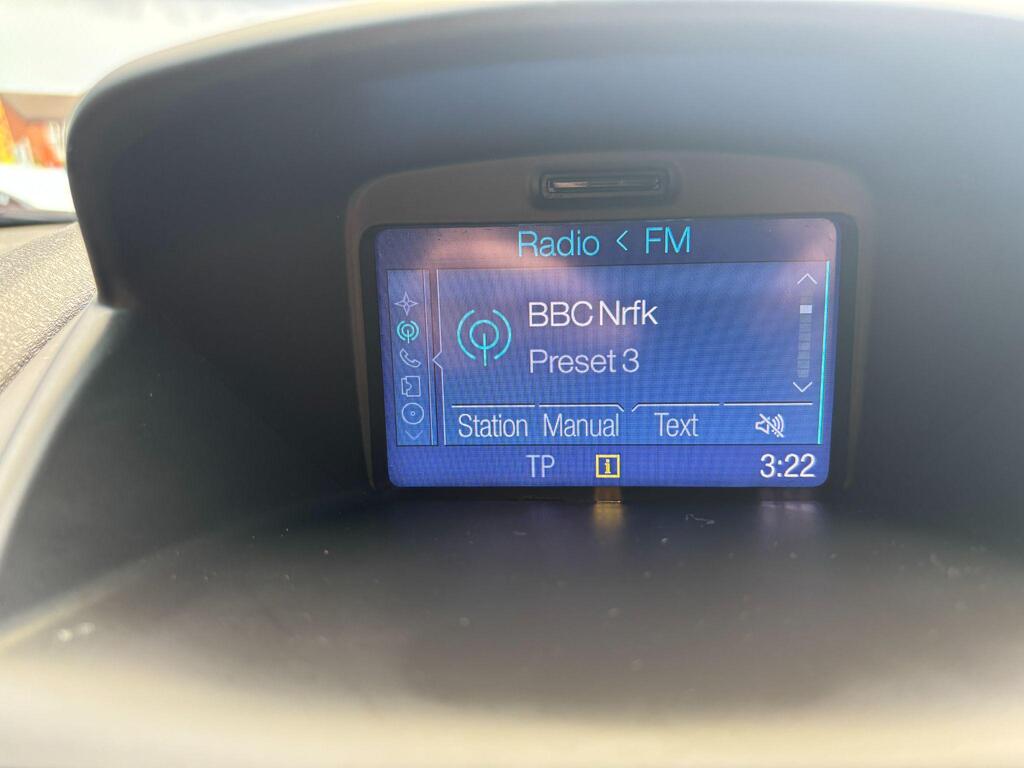 Radio < FM
BBC Nrfk
Preset 3
Station Manual Text
TP i 3:22